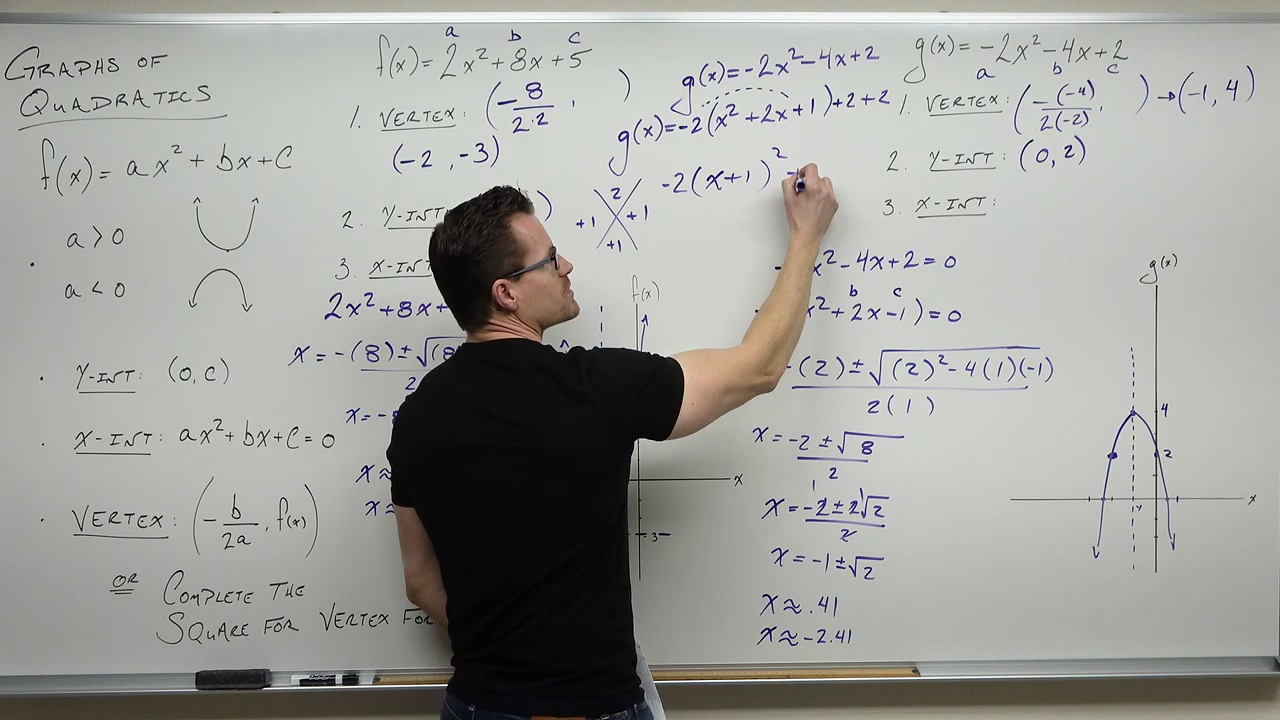 GRAPHS OF
QUADRATICS
f(x) = ax² + bx + C
a > 0
a < 0
Y-INT: (0, C)
X-INT: ax² + bx + C = 0
VERTEX: (-b/2a, f(x))
OR COMPLETE THE
SQUARE FOR VERTEX FOR
a b c
f(x) = 2x² + 8x + 5
1. VERTEX: (-8/2·2, )
(-2, -3)
2. Y-INT )
3. X-INT
2x² + 8x +
x = -(8) ± √(8
2
x = -8
x ≈
x ≈
f(x)
x
3
g(x) = -2x² - 4x + 2
g(x) = -2(x² + 2x + 1) + 2 + 2
-2(x+1)²
2
+1 +1
+1
g(x) = -2x² - 4x + 2
a b c
1. VERTEX: (-(-4)/2(-2), ) → (-1, 4)
2. Y-INT: (0, 2)
3. X-INT:
x² - 4x + 2 = 0
b c
x² + 2x - 1) = 0
(2) ± √(2)² - 4(1)(-1)
2(1)
x = -2 ± √8
2
1 1
x = -2 ± 2√2
2
x = -1 ± √2
x ≈ .41
x ≈ -2.41
g(x)
4
2
x